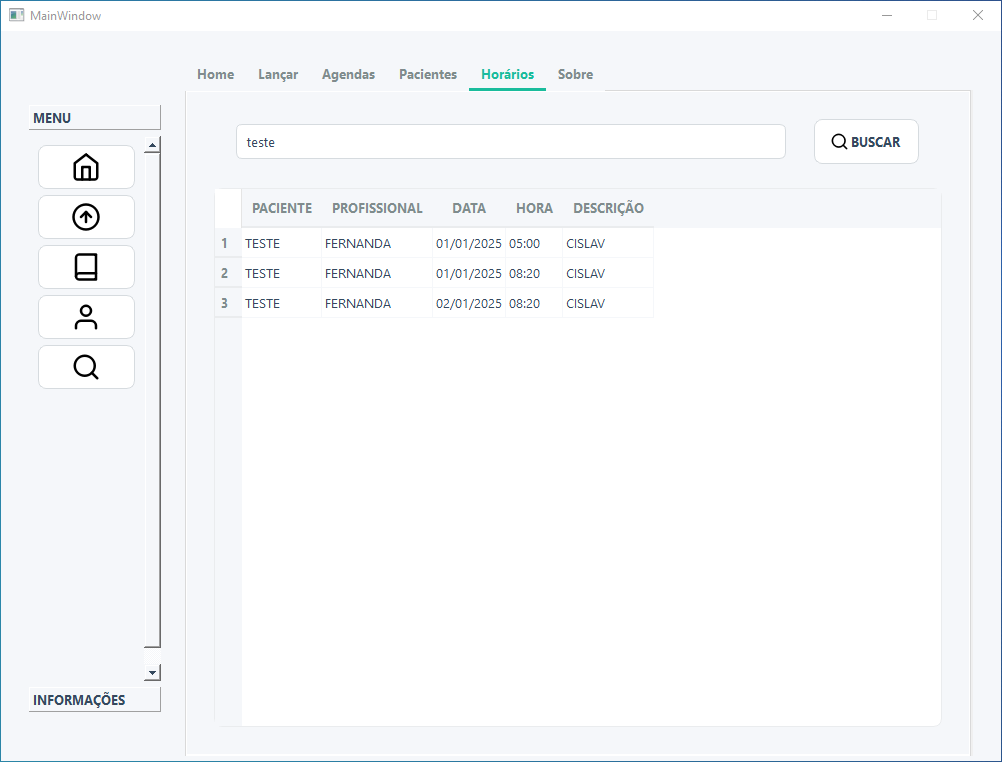 MainWindow
Home Lançar Agendas Pacientes Horários Sobre
MENU
teste BUSCAR
PACIENTE PROFISSIONAL DATA HORA DESCRIÇÃO
1 TESTE FERNANDA 01/01/2025 05:00 CISLAV
2 TESTE FERNANDA 01/01/2025 08:20 CISLAV
3 TESTE FERNANDA 02/01/2025 08:20 CISLAV
INFORMAÇÕES